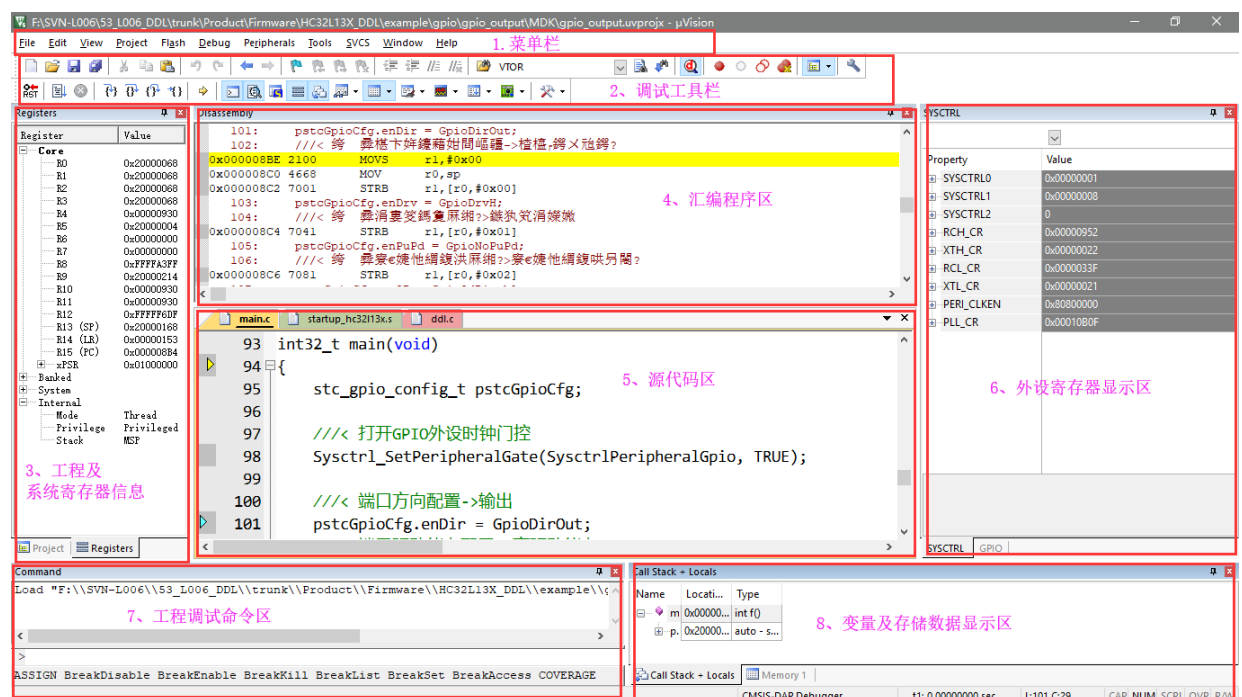 F:\SVN-L006\53_L006_DDL\trunk\Product\Firmware\HC32L13X_DDL\example\gpio\gpio_output\MDK\gpio_output.uvprojx - µVision
File Edit View Project Flash Debug Peripherals Tools SVCS Window Help 1.菜单栏
VTOR
RST
2、调试工具栏
Registers
Register Value
Core
R0 0x20000068
R1 0x20000068
R2 0x20000068
R3 0x20000068
R4 0x00000930
R5 0x20000004
R6 0x00000000
R7 0x00000000
R8 0xFFFFA3FF
R9 0x20000214
R10 0x00000930
R11 0x00000930
R12 0xFFFFF6DF
R13 (SP) 0x20000168
R14 (LR) 0x00000153
R15 (PC) 0x000008B4
xPSR 0x01000000
Banked
System
Internal
Mode Thread
Privilege Privileged
Stack MSP
3、工程及
系统寄存器信息
Project Registers
Disassembly
101: pstcGpioCfg.enDir = GpioDirOut;
102: ///<
0x000008BE 2100 MOVS r1,#0x00
0x000008C0 4668 MOV r0,sp
0x000008C2 7001 STRB r1,[r0,#0x00]
103: pstcGpioCfg.enDrv = GpioDrvH;
104: ///<
0x000008C4 7041 STRB r1,[r0,#0x01]
105: pstcGpioCfg.enPuPd = GpioNoPuPd;
106: ///<
0x000008C6 7081 STRB r1,[r0,#0x02]
4、汇编程序区
main.c startup_hc32l13x.s ddl.c
93 int32_t main(void)
94 {
95 stc_gpio_config_t pstcGpioCfg;
96
97 ///< 打开GPIO外设时钟门控
98 Sysctrl_SetPeripheralGate(SysctrlPeripheralGpio, TRUE);
99
100 ///< 端口方向配置->输出
101 pstcGpioCfg.enDir = GpioDirOut;
5、源代码区
SYSCTRL
Property Value
SYSCTRL0 0x00000001
SYSCTRL1 0x00000008
SYSCTRL2 0
RCH_CR 0x00000952
XTH_CR 0x00000022
RCL_CR 0x0000033F
XTL_CR 0x00000021
PERI_CLKEN 0x80800000
PLL_CR 0x00010B0F
6、外设寄存器显示区
SYSCTRL GPIO
Command
Load "F:\\SVN-L006\\53_L006_DDL\\trunk\\Product\\Firmware\\HC32L13X_DDL\\example\\g
7、工程调试命令区
>
ASSIGN BreakDisable BreakEnable BreakKill BreakList BreakSet BreakAccess COVERAGE
Call Stack + Locals
Name Locati... Type
m 0x00000... int f()
p. 0x20000... auto - s...
8、变量及存储数据显示区
Call Stack + Locals Memory 1
CMSIS-DAP Debugger t1: 0.00000000 sec L:101 C:29 CAP NUM SCRL OVR R/W